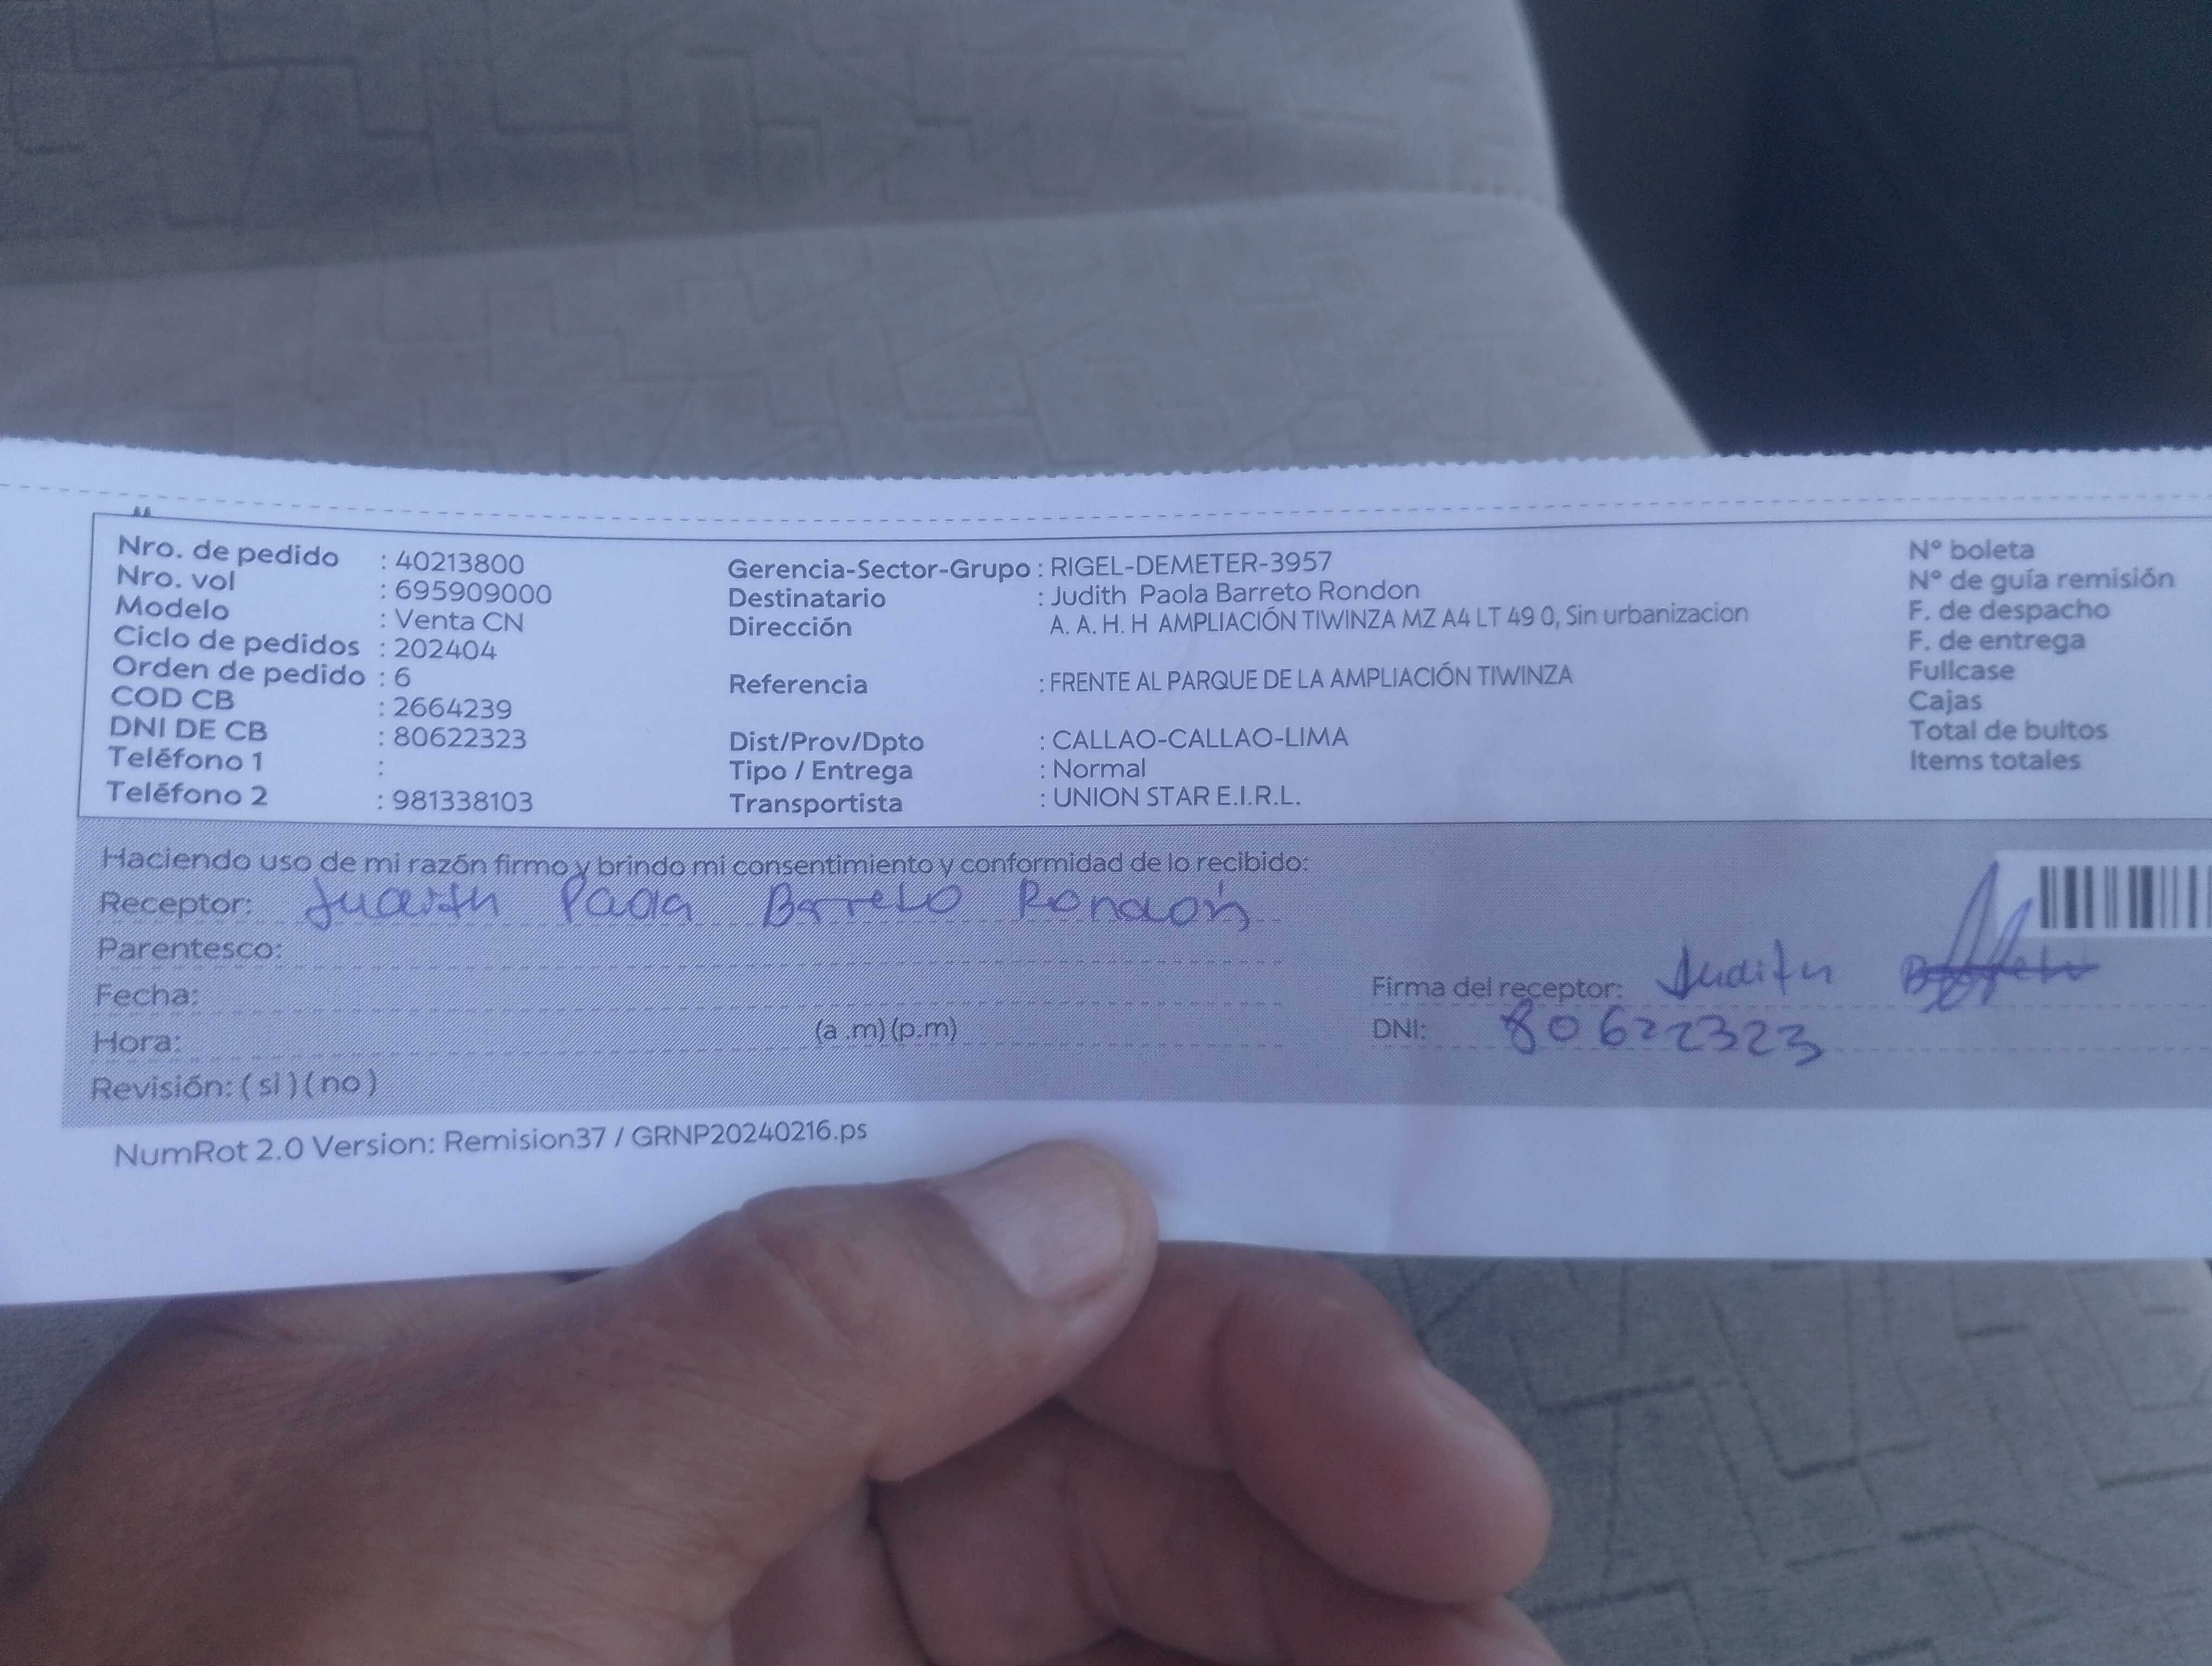 Nro. de pedido : 40213800
Nro. vol : 695909000
Modelo : Venta CN
Ciclo de pedidos : 202404
Orden de pedido : 6
COD CB : 2664239
DNI DE CB : 80622323
Teléfono 1 :
Teléfono 2 : 981338103
Gerencia-Sector-Grupo : RIGEL-DEMETER-3957
Destinatario : Judith Paola Barreto Rondon
Dirección A. A. H. H AMPLIACIÓN TIWINZA MZ A4 LT 49 0, Sin urbanizacion
Referencia : FRENTE AL PARQUE DE LA AMPLIACIÓN TIWINZA
Dist/Prov/Dpto : CALLAO-CALLAO-LIMA
Tipo / Entrega : Normal
Transportista : UNION STAR E.I.R.L.
N° boleta
N° de guía remisión
F. de despacho
F. de entrega
Fullcase
Cajas
Total de bultos
Items totales
Haciendo uso de mi razón firmo y brindo mi consentimiento y conformidad de lo recibido:
Receptor: Judith Paola Barreto Rondón
Parentesco:
Fecha:
Hora: (a .m) (p.m)
Revisión: ( si ) ( no )
Firma del receptor: Judith Barreto
DNI: 80622323
NumRot 2.0 Version: Remision37 / GRNP20240216.ps